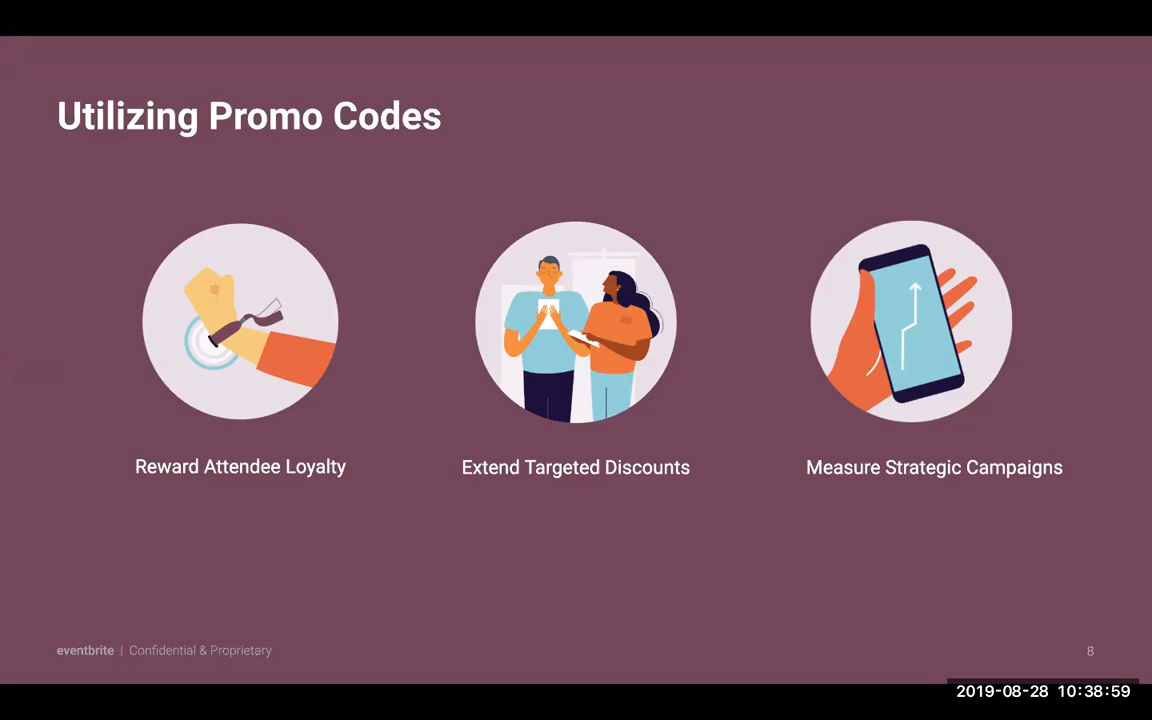 Utilizing Promo Codes
Reward Attendee Loyalty
Extend Targeted Discounts
Measure Strategic Campaigns
eventbrite | Confidential & Proprietary
8
2019-08-28 10:38:59